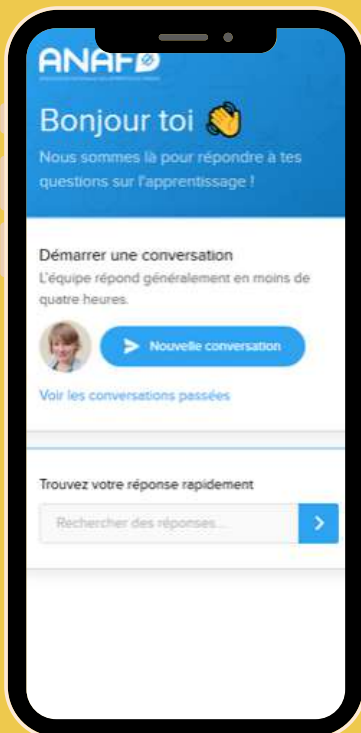 ANAF
Bonjour toi 👋
Nous sommes là pour répondre à tes
questions sur l'apprentissage !
Démarrer une conversation
L'équipe répond généralement en moins de
quatre heures.
Nouvelle conversation
Voir les conversations passées
Trouvez votre réponse rapidement
Rechercher des réponses...